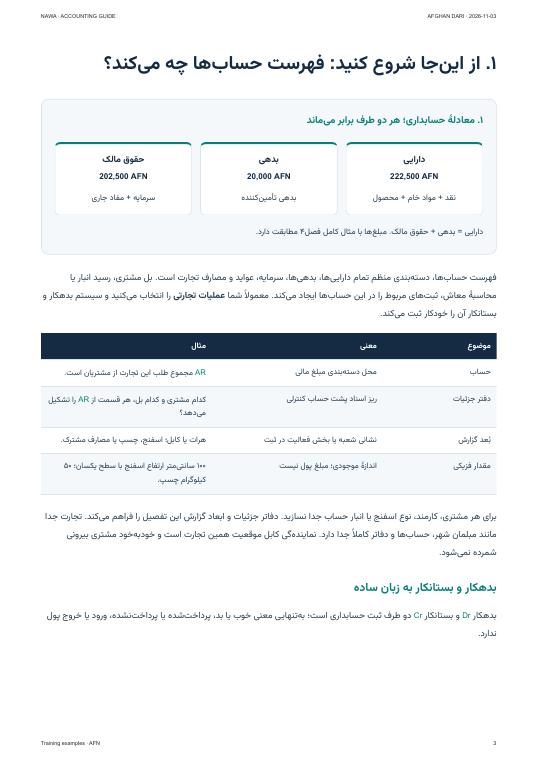 NAWA · ACCOUNTING GUIDE
AFGHAN DARI · 2026-11-03
۱. از این‌جا شروع کنید: فهرست حساب‌ها چه می‌کند؟
۱. معادلهٔ حسابداری؛ هر دو طرف برابر می‌ماند
دارایی
222,500 AFN
نقد + مواد خام + محصول
بدهی
20,000 AFN
بدهی تأمین‌کننده
حقوق مالک
202,500 AFN
سرمایه + مفاد جاری
دارایی = بدهی + حقوق مالک. مبلغ‌ها با مثال کامل فصل۴ مطابقت دارد.
فهرست حساب‌ها، دسته‌بندی منظم تمام دارایی‌ها، بدهی‌ها، سرمایه، عواید و مصارف تجارت است. بل مشتری، رسید انبار یا
محاسبهٔ معاش، ثبت‌های مربوط را در این حساب‌ها ایجاد می‌کند. معمولاً شما عملیات تجارتی را انتخاب می‌کنید و سیستم بدهکار و
بستانکار آن را خودکار ثبت می‌کند.
موضوع معنی مثال
حساب محل دسته‌بندی مبلغ مالی AR مجموع طلب این تجارت از مشتریان است.
دفتر جزئیات ریز اسناد پشت حساب کنترلی کدام مشتری و کدام بل، هر قسمت از AR را تشکیل
می‌دهد؟
بُعد گزارش نشانی شعبه یا بخش فعالیت در ثبت هرات یا کابل؛ اسفنج، چسپ یا مصارف مشترک.
مقدار فزیکی اندازهٔ موجودی؛ مبلغ پول نیست ۱۰۰ سانتی‌متر ارتفاع اسفنج با سطح یکسان؛ ۵۰
کیلوگرام چسپ.
برای هر مشتری، کارمند، نوع اسفنج یا انبار حساب جدا نسازید. دفاتر جزئیات و ابعاد گزارش این تفصیل را فراهم می‌کند. تجارت جدا
مانند مبلمان شهر، حساب‌ها و دفاتر کاملاً جدا دارد. نماینده‌گی کابل موقعیت همین تجارت است و خودبه‌خود مشتری بیرونی
شمرده نمی‌شود.
بدهکار و بستانکار به زبان ساده
بدهکار Dr و بستانکار Cr دو طرف ثبت حسابداری است؛ به‌تنهایی معنی خوب یا بد، پرداخت‌شده یا پرداخت‌نشده، ورود یا خروج پول
ندارد.
Training examples · AFN
3